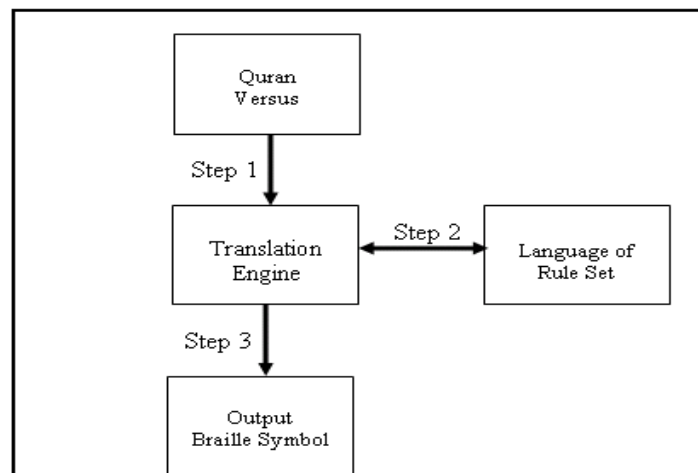 Quran
Versus
Step 1
Translation
Engine
Step 2
Language of
Rule Set
Step 3
Output
Braille Symbol